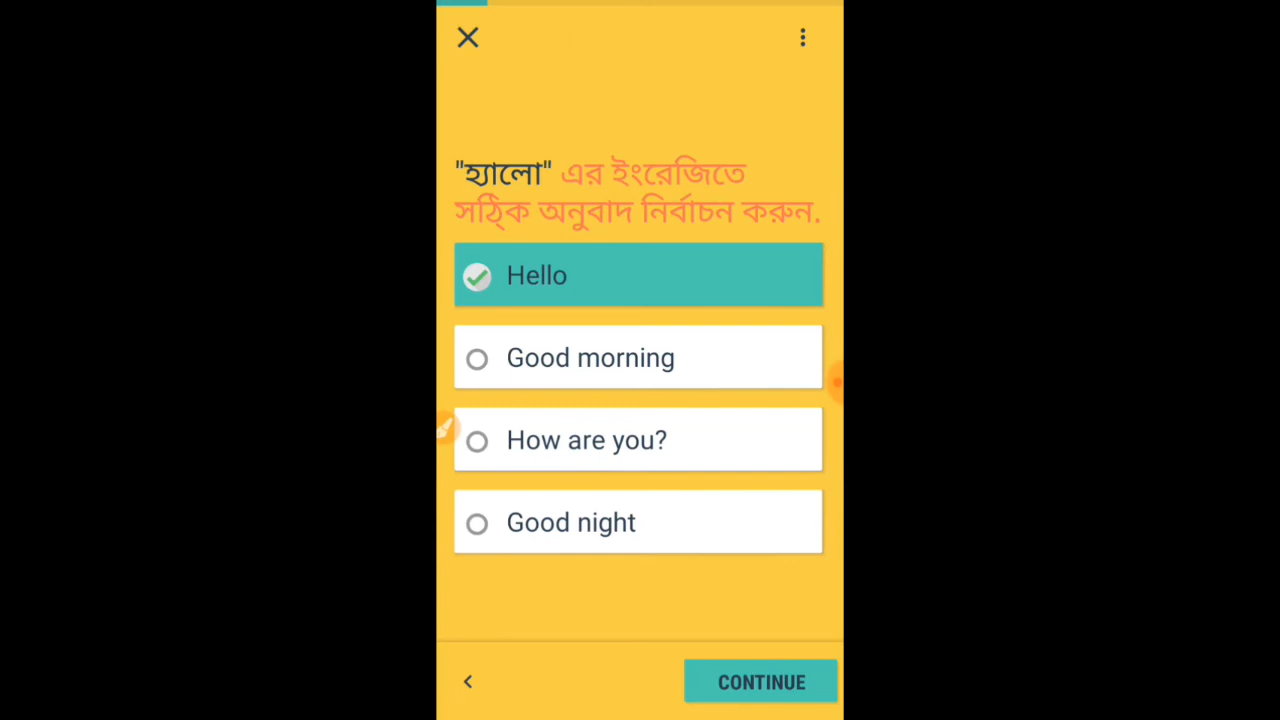 "হ্যালো" এর ইংরেজিতে
সঠিক অনুবাদ নির্বাচন করুন.
Hello
Good morning
How are you?
Good night
CONTINUE